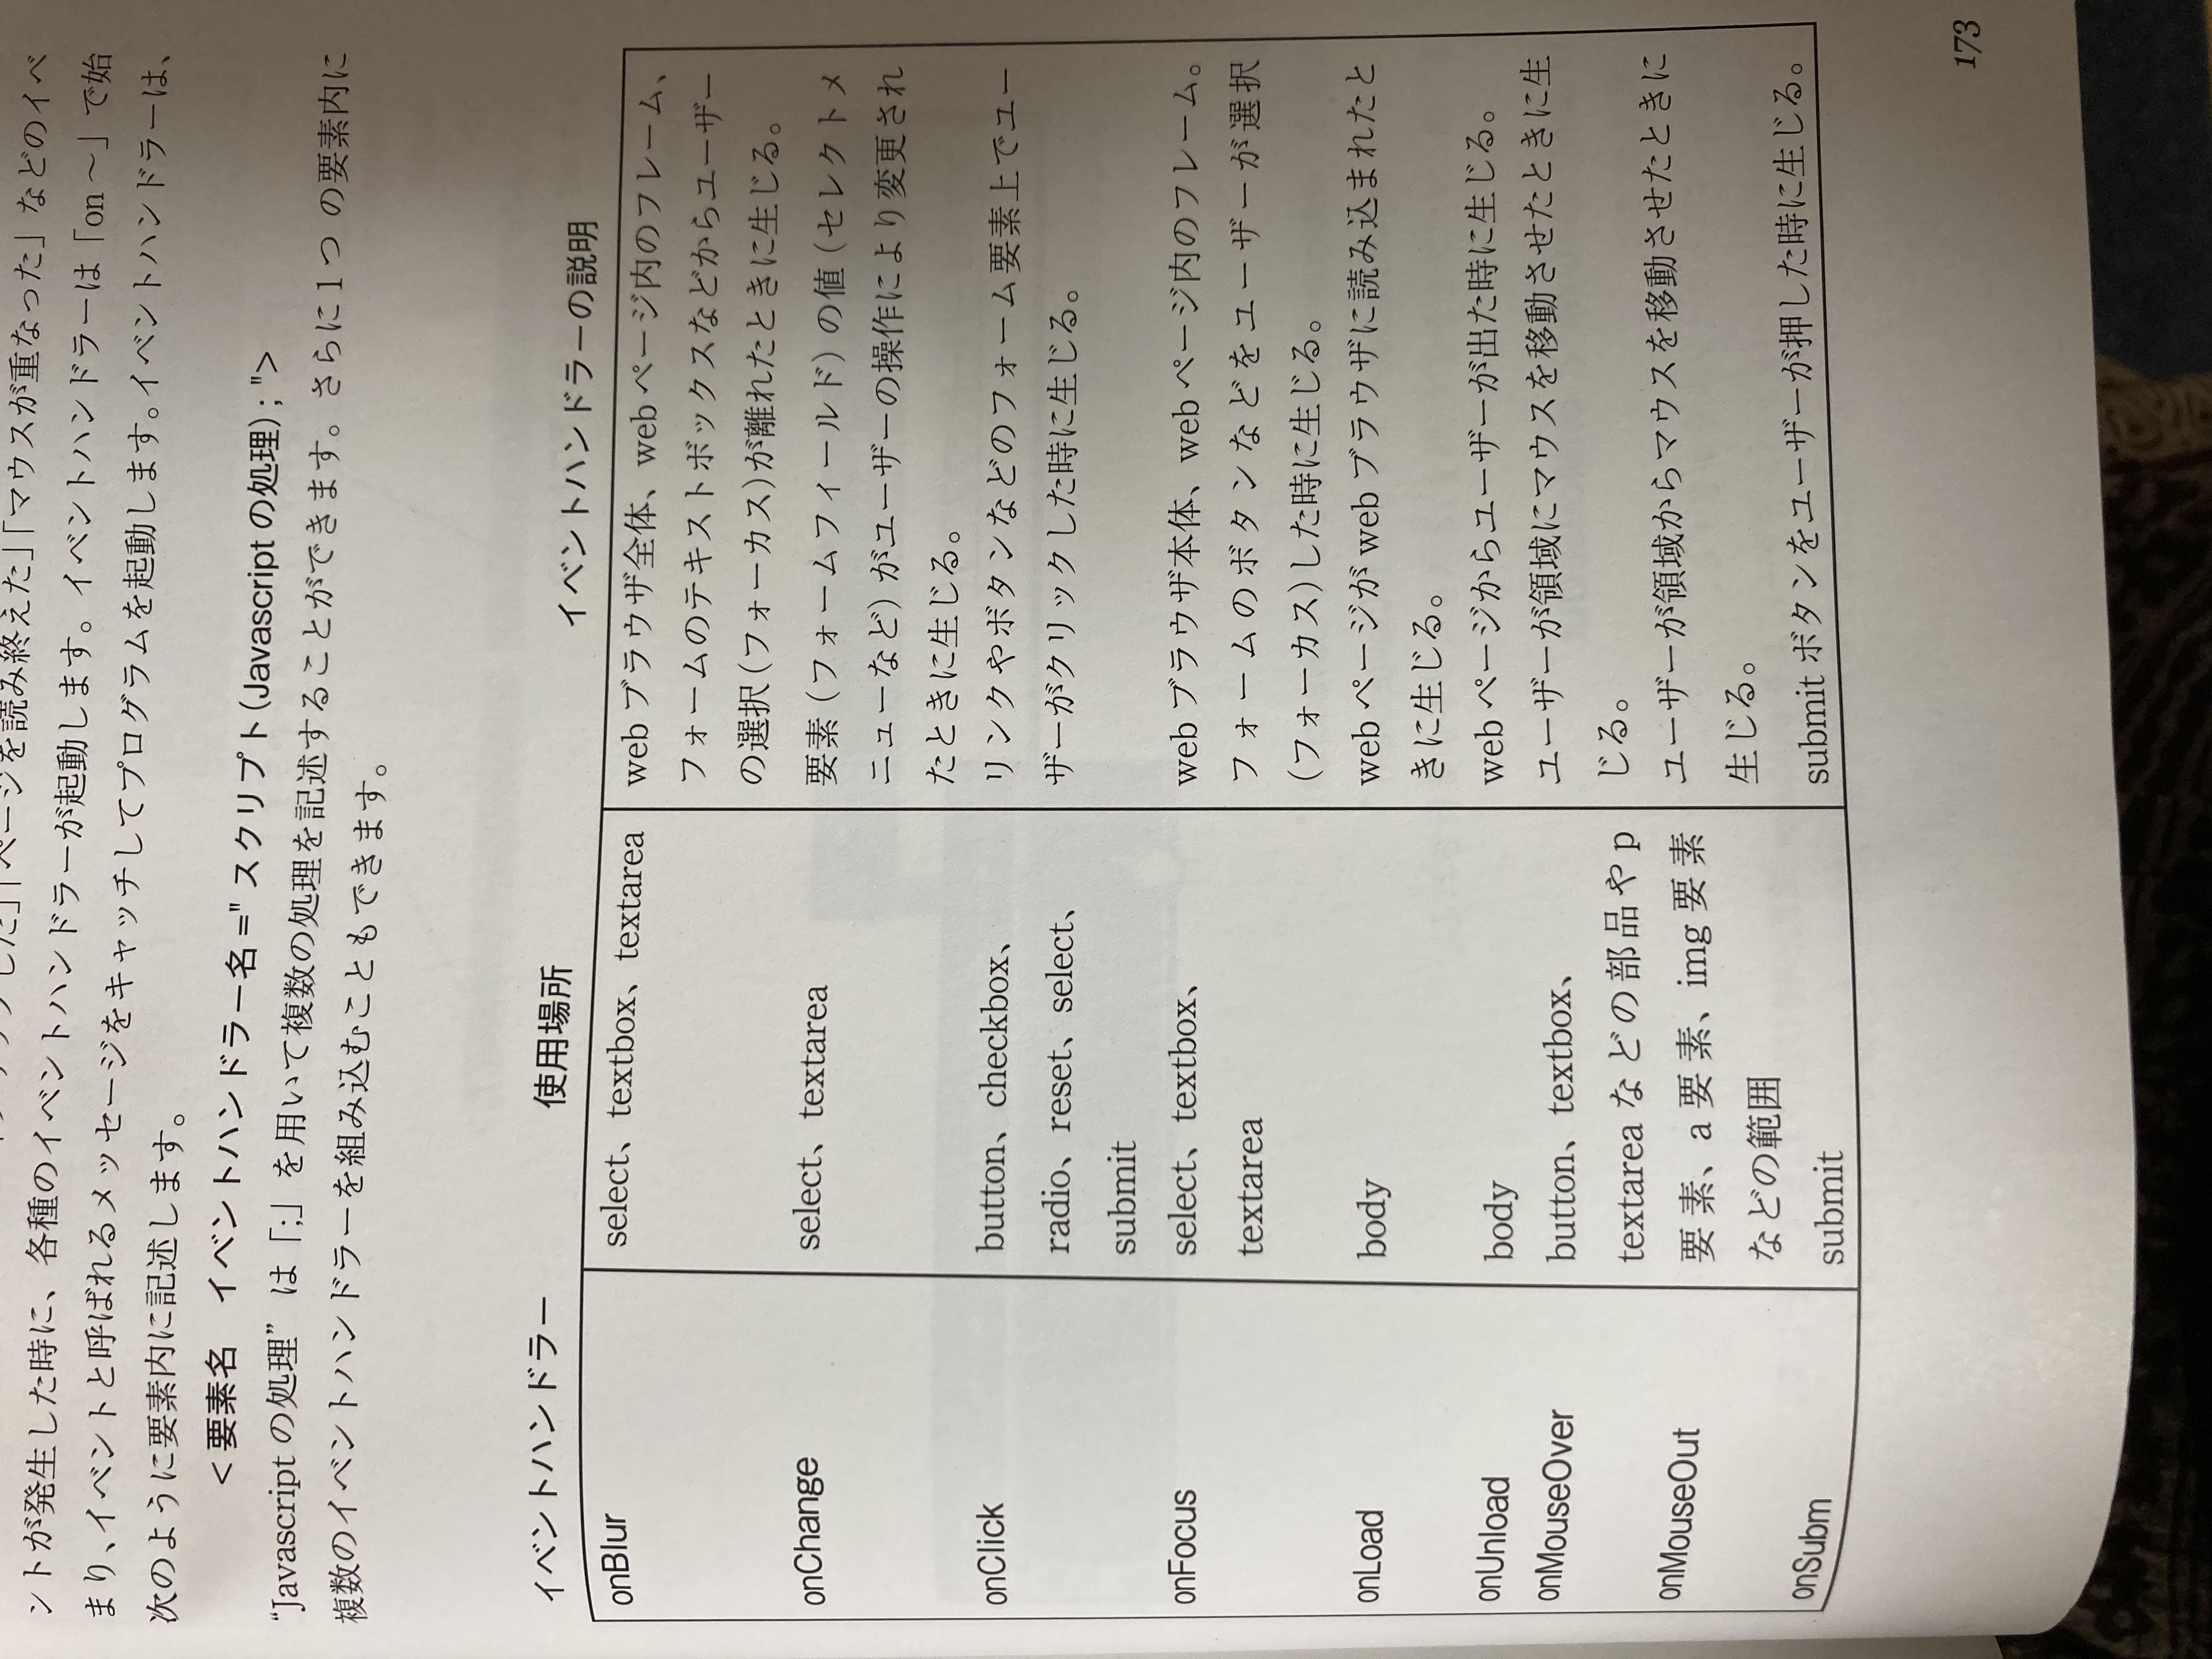 した」「ページを読み終えた」「マウスが重なった」などのイベ
ントが発生した時に、各種のイベントハンドラーが起動します。イベントハンドラーは「on～」で始
まり、イベントと呼ばれるメッセージをキャッチしてプログラムを起動します。イベントハンドラーは、
次のように要素内に記述します。
<要素名　イベントハンドラー名="スクリプト(Javascriptの処理) ; ">
“Javascript の処理” は「;」を用いて複数の処理を記述することができます。さらに1つ の要素内に
複数のイベントハンドラーを組み込むこともできます。
イベントハンドラー　使用場所　イベントハンドラーの説明
onBlur　select、textbox、textarea　web ブラウザ全体、web ページ内のフレーム、
フォームのテキストボックスなどからユーザー
の選択(フォーカス)が離れたときに生じる。
onChange　select、textarea　要素（フォームフィールド）の値（セレクトメ
ニューなど）がユーザーの操作により変更され
たときに生じる。
onClick　button、checkbox、　リンクやボタンなどのフォーム要素上でユー
radio、reset、select、　ザーがクリックした時に生じる。
submit
onFocus　select、textbox、　web ブラウザ本体、web ページ内のフレーム。
textarea　フォームのボタンなどをユーザーが選択
(フォーカス)した時に生じる。
onLoad　body　web ページが web ブラウザに読み込まれたと
きに生じる。
onUnload　body　web ページからユーザーが出た時に生じる。
onMouseOver　button、textbox、　ユーザーが領域にマウスを移動させたときに生
textarea などの部品や p　じる。
onMouseOut　要素、a 要素、img 要素　ユーザーが領域からマウスを移動させたときに
などの範囲　生じる。
onSubm　submit　submit ボタンをユーザーが押した時に生じる。
173